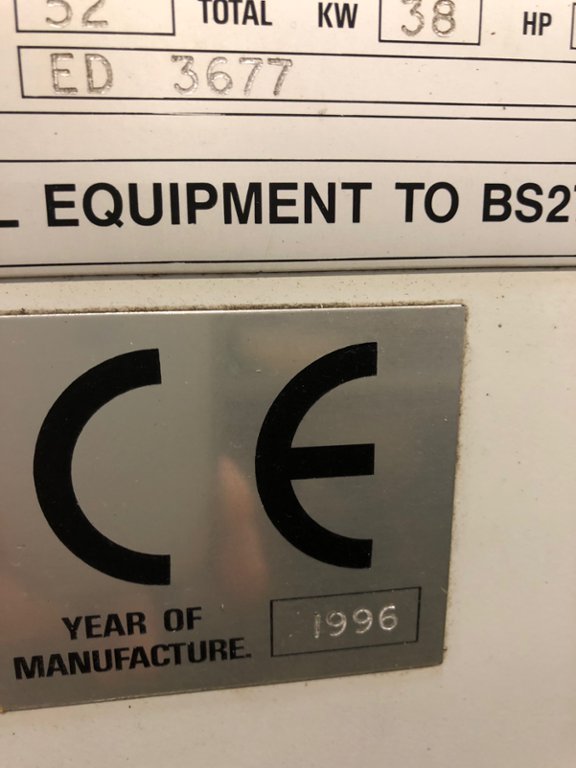 52 TOTAL KW 38 HP
ED 3677
EQUIPMENT TO BS2
CE
YEAR OF 1996
MANUFACTURE.